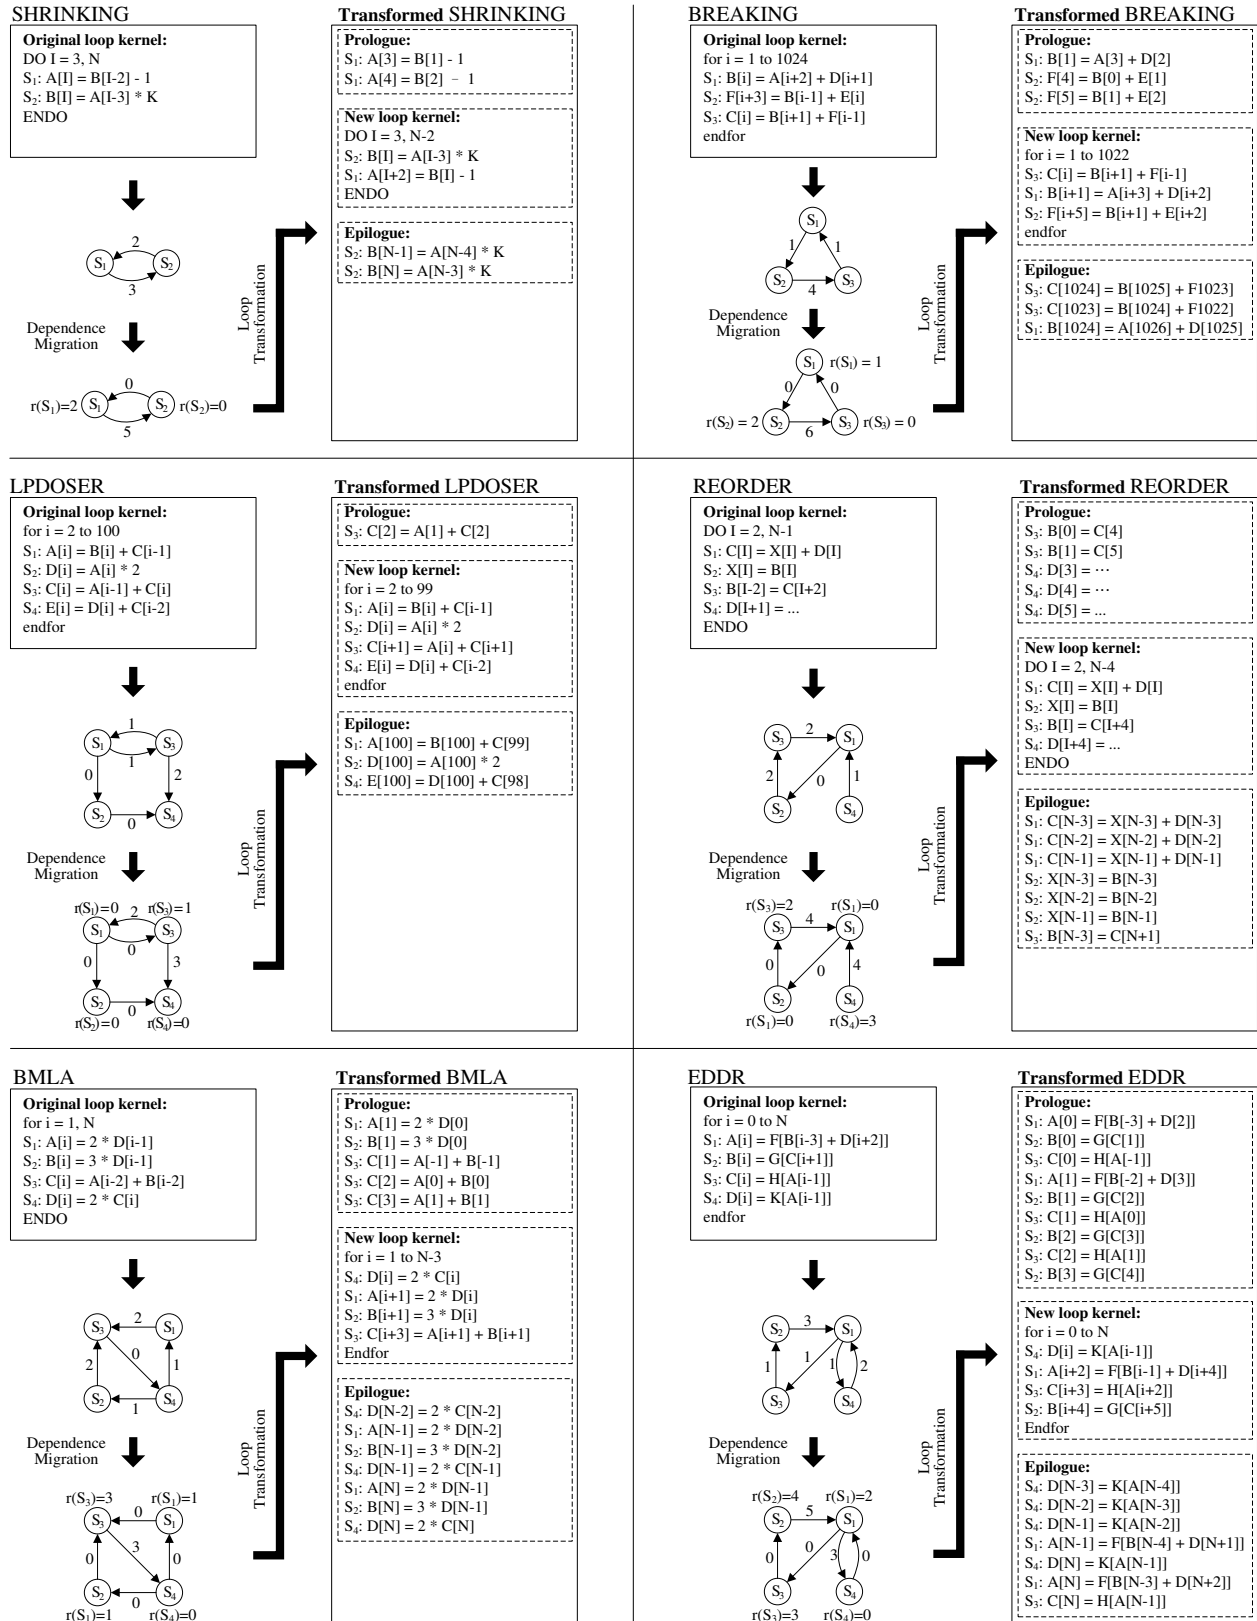 SHRINKING
Original loop kernel:
DO I = 3, N
S₁: A[I] = B[I-2] - 1
S₂: B[I] = A[I-3] * K
ENDO
2
S₁
S₂
3
Dependence
Migration
0
r(S₁)=2
S₁
S₂
r(S₂)=0
5
Loop
Transformation
Transformed SHRINKING
Prologue:
S₁: A[3] = B[1] - 1
S₁: A[4] = B[2] - 1
New loop kernel:
DO I = 3, N-2
S₂: B[I] = A[I-3] * K
S₁: A[I+2] = B[I] - 1
ENDO
Epilogue:
S₂: B[N-1] = A[N-4] * K
S₂: B[N] = A[N-3] * K
BREAKING
Original loop kernel:
for i = 1 to 1024
S₁: B[i] = A[i+2] + D[i+1]
S₂: F[i+3] = B[i-1] + E[i]
S₃: C[i] = B[i+1] + F[i-1]
endfor
S₁
1
1
S₂
S₃
4
Dependence
Migration
S₁
r(S₁) = 1
0
0
r(S₂) = 2
S₂
S₃
r(S₃) = 0
6
Loop
Transformation
Transformed BREAKING
Prologue:
S₁: B[1] = A[3] + D[2]
S₂: F[4] = B[0] + E[1]
S₂: F[5] = B[1] + E[2]
New loop kernel:
for i = 1 to 1022
S₃: C[i] = B[i+1] + F[i-1]
S₁: B[i+1] = A[i+3] + D[i+2]
S₂: F[i+5] = B[i+1] + E[i+2]
endfor
Epilogue:
S₃: C[1024] = B[1025] + F1023]
S₃: C[1023] = B[1024] + F1022]
S₁: B[1024] = A[1026] + D[1025]
LPDOSER
Original loop kernel:
for i = 2 to 100
S₁: A[i] = B[i] + C[i-1]
S₂: D[i] = A[i] * 2
S₃: C[i] = A[i-1] + C[i]
S₄: E[i] = D[i] + C[i-2]
endfor
1
S₁
S₃
1
0
2
S₂
S₄
0
Dependence
Migration
r(S₁)=0
r(S₃)=1
2
S₁
S₃
0
0
3
S₂
S₄
0
r(S₂)=0
r(S₄)=0
Loop
Transformation
Transformed LPDOSER
Prologue:
S₃: C[2] = A[1] + C[2]
New loop kernel:
for i = 2 to 99
S₁: A[i] = B[i] + C[i-1]
S₂: D[i] = A[i] * 2
S₃: C[i+1] = A[i] + C[i+1]
S₄: E[i] = D[i] + C[i-2]
endfor
Epilogue:
S₁: A[100] = B[100] + C[99]
S₂: D[100] = A[100] * 2
S₄: E[100] = D[100] + C[98]
REORDER
Original loop kernel:
DO I = 2, N-1
S₁: C[I] = X[I] + D[I]
S₂: X[I] = B[I]
S₃: B[I-2] = C[I+2]
S₄: D[I+1] = ...
ENDO
S₃
2
S₁
2
0
1
S₂
S₄
Dependence
Migration
r(S₃)=2
r(S₁)=0
S₃
4
S₁
0
0
4
S₂
S₄
r(S₁)=0
r(S₄)=3
Loop
Transformation
Transformed REORDER
Prologue:
S₃: B[0] = C[4]
S₃: B[1] = C[5]
S₄: D[3] = ···
S₄: D[4] = ···
S₄: D[5] = ...
New loop kernel:
DO I = 2, N-4
S₁: C[I] = X[I] + D[I]
S₂: X[I] = B[I]
S₃: B[I] = C[I+4]
S₄: D[I+4] = ...
ENDO
Epilogue:
S₁: C[N-3] = X[N-3] + D[N-3]
S₁: C[N-2] = X[N-2] + D[N-2]
S₁: C[N-1] = X[N-1] + D[N-1]
S₂: X[N-3] = B[N-3]
S₂: X[N-2] = B[N-2]
S₂: X[N-1] = B[N-1]
S₃: B[N-3] = C[N+1]
BMLA
Original loop kernel:
for i = 1, N
S₁: A[i] = 2 * D[i-1]
S₂: B[i] = 3 * D[i-1]
S₃: C[i] = A[i-2] + B[i-2]
S₄: D[i] = 2 * C[i]
ENDO
S₃
2
S₁
0
2
1
S₂
1
S₄
Dependence
Migration
r(S₃)=3
r(S₁)=1
S₃
0
S₁
3
0
0
S₂
0
S₄
r(S₁)=1
r(S₄)=0
Loop
Transformation
Transformed BMLA
Prologue:
S₁: A[1] = 2 * D[0]
S₂: B[1] = 3 * D[0]
S₃: C[1] = A[-1] + B[-1]
S₃: C[2] = A[0] + B[0]
S₃: C[3] = A[1] + B[1]
New loop kernel:
for i = 1 to N-3
S₄: D[i] = 2 * C[i]
S₁: A[i+1] = 2 * D[i]
S₂: B[i+1] = 3 * D[i]
S₃: C[i+3] = A[i+1] + B[i+1]
Endfor
Epilogue:
S₄: D[N-2] = 2 * C[N-2]
S₁: A[N-1] = 2 * D[N-2]
S₂: B[N-1] = 3 * D[N-2]
S₄: D[N-1] = 2 * C[N-1]
S₁: A[N] = 2 * D[N-1]
S₂: B[N] = 3 * D[N-1]
S₄: D[N] = 2 * C[N]
EDDR
Original loop kernel:
for i = 0 to N
S₁: A[i] = F[B[i-3] + D[i+2]]
S₂: B[i] = G[C[i+1]]
S₃: C[i] = H[A[i-1]]
S₄: D[i] = K[A[i-1]]
endfor
S₂
3
S₁
1
1
1
2
S₃
S₄
Dependence
Migration
r(S₂)=4
r(S₁)=2
S₂
5
S₁
0
0
3
0
S₃
S₄
r(S₃)=3
r(S₄)=0
Loop
Transformation
Transformed EDDR
Prologue:
S₁: A[0] = F[B[-3] + D[2]]
S₂: B[0] = G[C[1]]
S₃: C[0] = H[A[-1]]
S₁: A[1] = F[B[-2] + D[3]]
S₂: B[1] = G[C[2]]
S₃: C[1] = H[A[0]]
S₂: B[2] = G[C[3]]
S₃: C[2] = H[A[1]]
S₂: B[3] = G[C[4]]
New loop kernel:
for i = 0 to N
S₄: D[i] = K[A[i-1]]
S₁: A[i+2] = F[B[i-1] + D[i+4]]
S₃: C[i+3] = H[A[i+2]]
S₂: B[i+4] = G[C[i+5]]
Endfor
Epilogue:
S₄: D[N-3] = K[A[N-4]]
S₄: D[N-2] = K[A[N-3]]
S₄: D[N-1] = K[A[N-2]]
S₁: A[N-1] = F[B[N-4] + D[N+1]]
S₄: D[N] = K[A[N-1]]
S₁: A[N] = F[B[N-3] + D[N+2]]
S₃: C[N] = H[A[N-1]]